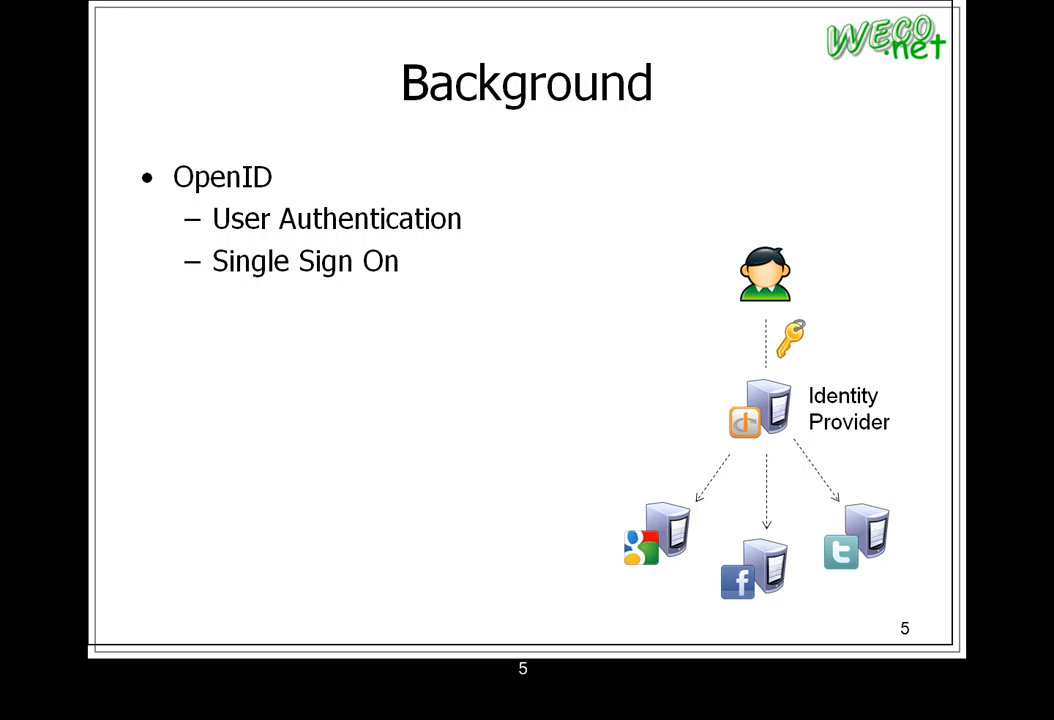 WECO
.net
Background
• OpenID
– User Authentication
– Single Sign On
Identity
Provider
f
t
5
5